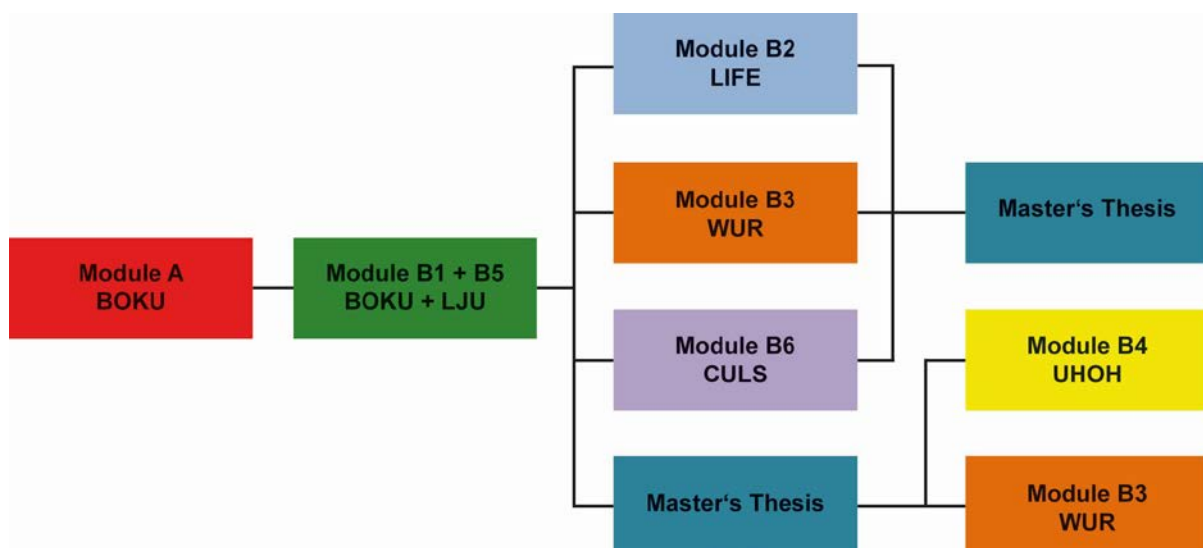 Module A
BOKU
Module B1 + B5
BOKU + LJU
Module B2
LIFE
Module B3
WUR
Module B6
CULS
Master‘s Thesis
Master‘s Thesis
Module B4
UHOH
Module B3
WUR